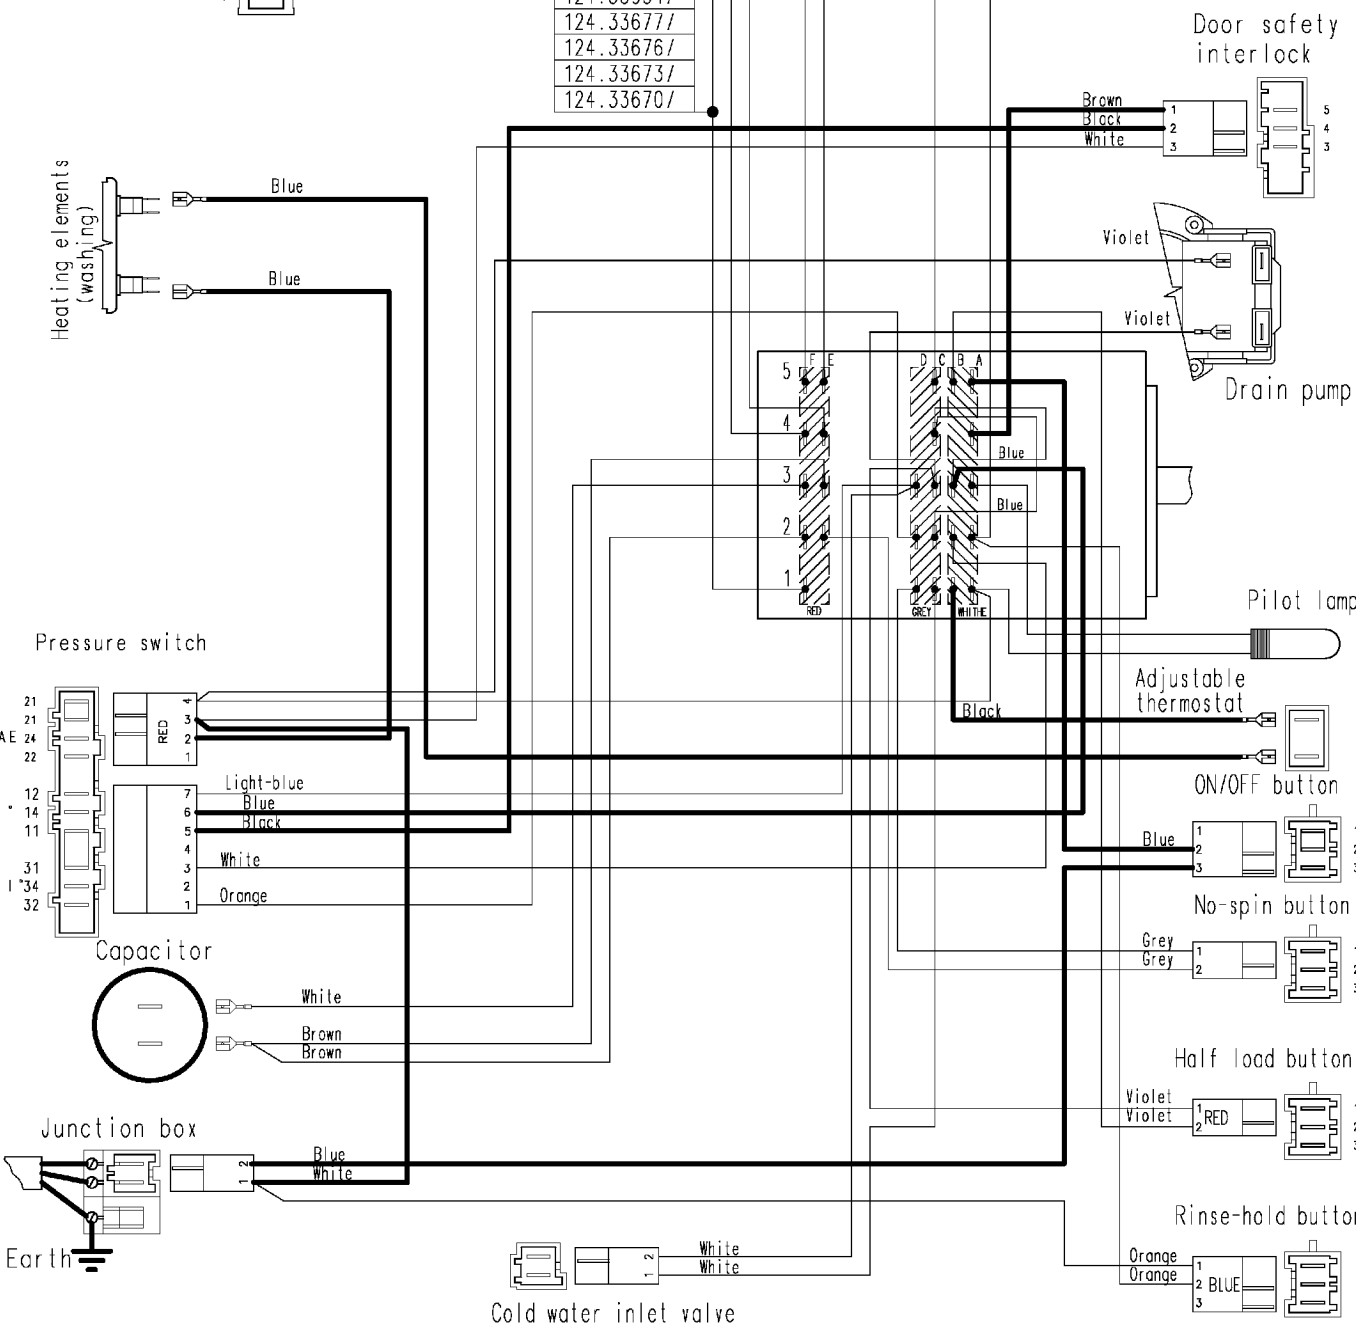 124.33677/
124.33676/
124.33673/
124.33670/
Door safety
interlock
Brown
Black
White
1
2
3
5
4
3
Heating elements
(washing)
Blue
Blue
Violet
Violet
Drain pump
F E D C B A
5
4
3
2
1
Blue
Blue
RED
GREY
WHITHE
Pilot lamp
Pressure switch
21
21
AE 24
22
12
14
11
31
34
32
RED
4
3
2
1
7
6
5
4
3
2
1
Light-blue
Blue
Black
White
Orange
Black
Adjustable
thermostat
ON/OFF button
Blue
1
2
3
No-spin button
Grey
Grey
1
2
Capacitor
White
Brown
Brown
Half load button
Violet
Violet
1
2
RED
Junction box
Blue
White
2
1
Earth
Rinse-hold button
Orange
Orange
1
2
3
BLUE
White
White
2
1
Cold water inlet valve